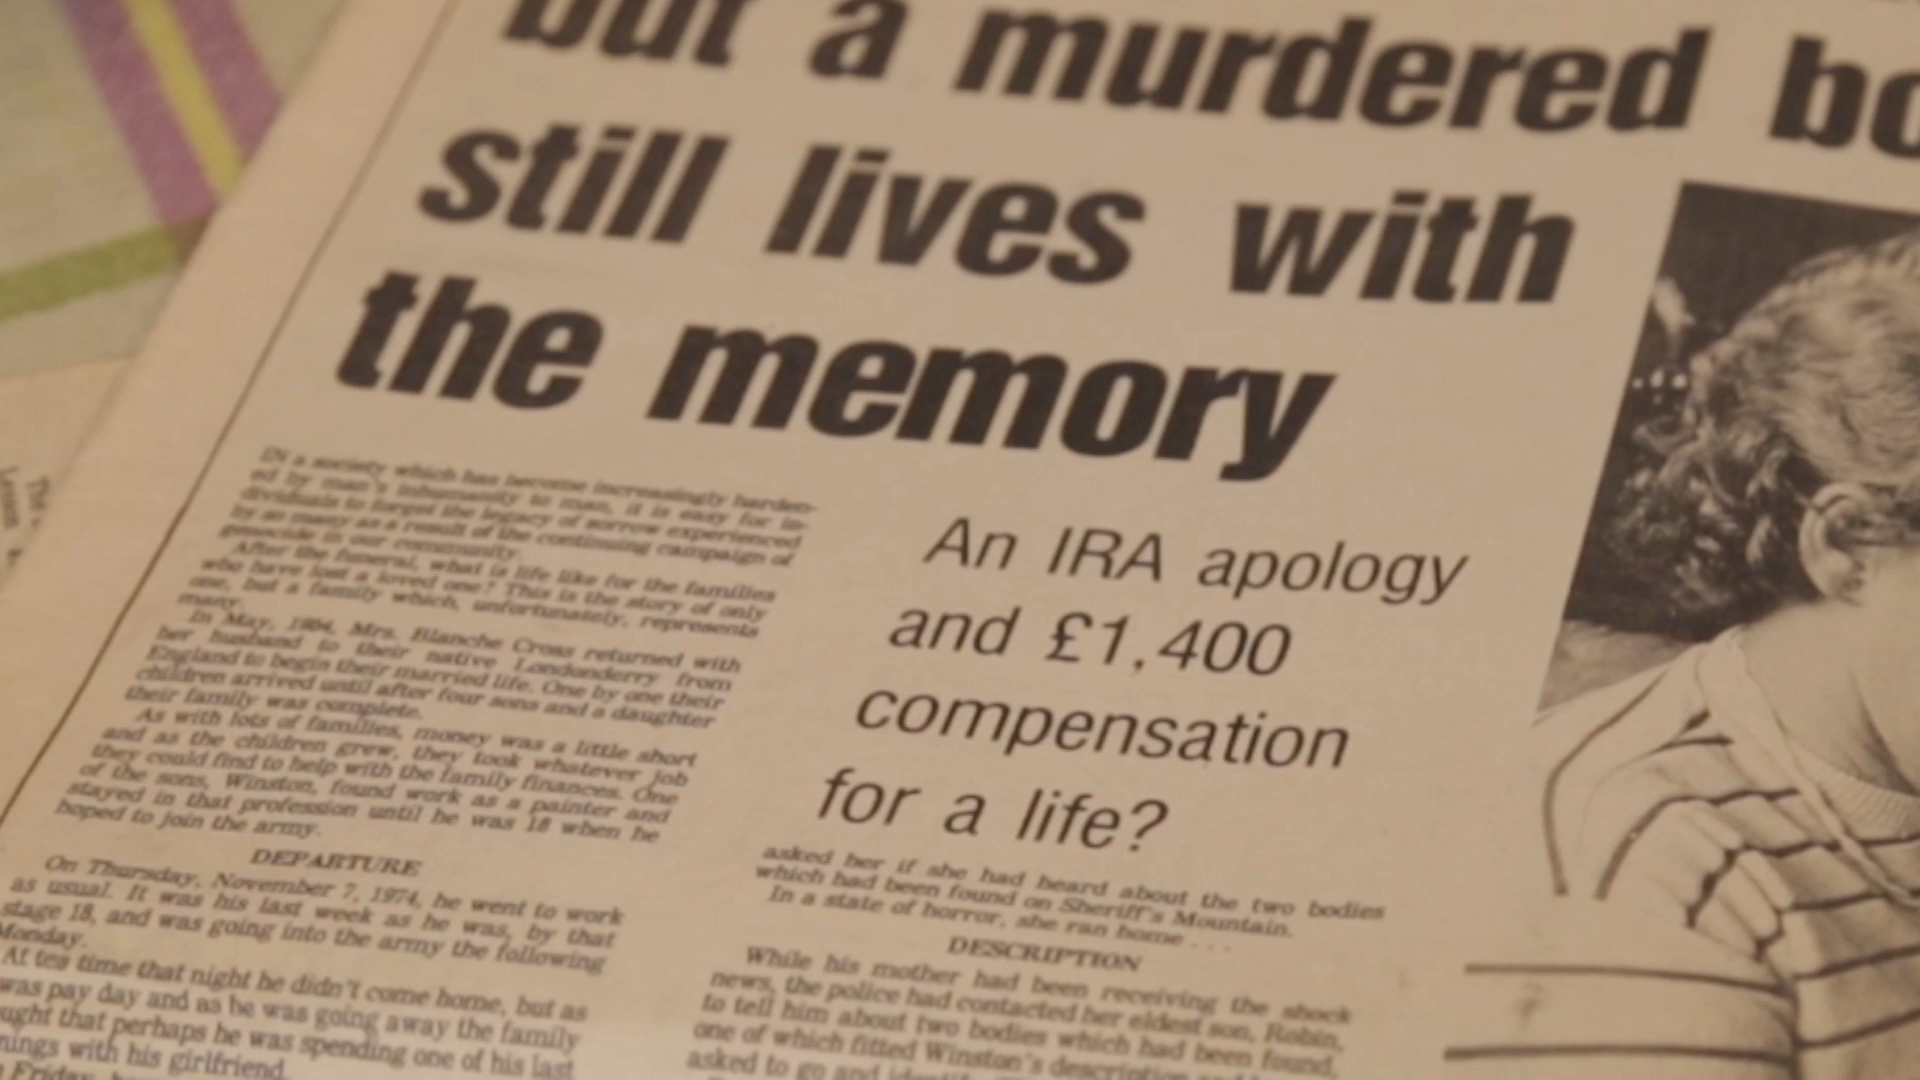 but a murdered bo
still lives with
the memory
IN a society which has become increasingly harden-
ed by man's inhumanity to man, it is easy for in-
dividuals to forget the legacy of sorrow experienced
by so many as a result of the continuing campaign of
genocide in our community.
After the funeral, what is life like for the families
who have lost a loved one? This is the story of only
one, but a family which, unfortunately, represents
many.
In May, Mrs. Blanche Cross returned with
her husband to their native Londonderry from
England to begin their married life. One by one their
children arrived until after four sons and a daughter
their family was complete.
As with lots of families, money was a little short
and as the children grew, they took whatever job
they could find to help with the family finances. One
of the sons, Winston, found work as a painter and
stayed in that profession until he was 18 when he
hoped to join the army.
DEPARTURE
On Thursday, November 7, 1974, he went to work
as usual. It was his last week as he was, by that
stage 18, and was going into the army the following
Monday.
At tea time that night he didn't come home, but as
was pay day and as he was going away the family
ught that perhaps he was spending one of his last
nings with his girlfriend.
Friday,
An IRA apology
and £1,400
compensation
for a life?
asked her if she had heard about the two bodies
which had been found on Sheriff's Mountain.
In a state of horror, she ran home . . .
DESCRIPTION
While his mother had been receiving the shock
news, the police had contacted her eldest son, Robin,
to tell him about two bodies which had been found,
one of which fitted Winston's description
asked to go and